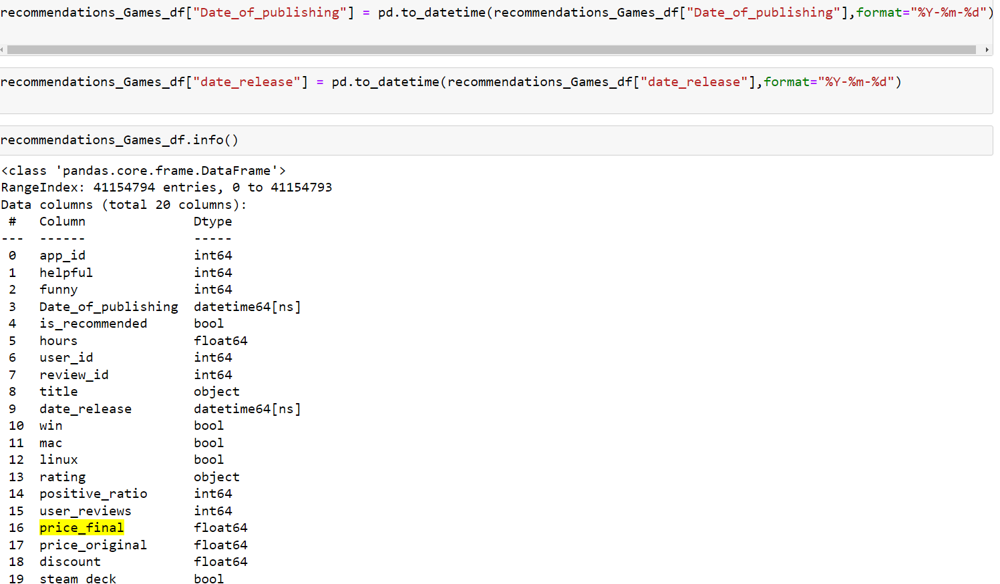 recommendations_Games_df["Date_of_publishing"] = pd.to_datetime(recommendations_Games_df["Date_of_publishing"],format="%Y-%m-%d")
recommendations_Games_df["date_release"] = pd.to_datetime(recommendations_Games_df["date_release"],format="%Y-%m-%d")
recommendations_Games_df.info()
<class 'pandas.core.frame.DataFrame'>
RangeIndex: 41154794 entries, 0 to 41154793
Data columns (total 20 columns):
 #   Column              Dtype
---  ------              -----
 0   app_id              int64
 1   helpful             int64
 2   funny               int64
 3   Date_of_publishing  datetime64[ns]
 4   is_recommended      bool
 5   hours               float64
 6   user_id             int64
 7   review_id           int64
 8   title               object
 9   date_release        datetime64[ns]
 10  win                 bool
 11  mac                 bool
 12  linux               bool
 13  rating              object
 14  positive_ratio      int64
 15  user_reviews        int64
 16  price_final         float64
 17  price_original      float64
 18  discount            float64
 19  steam deck          bool